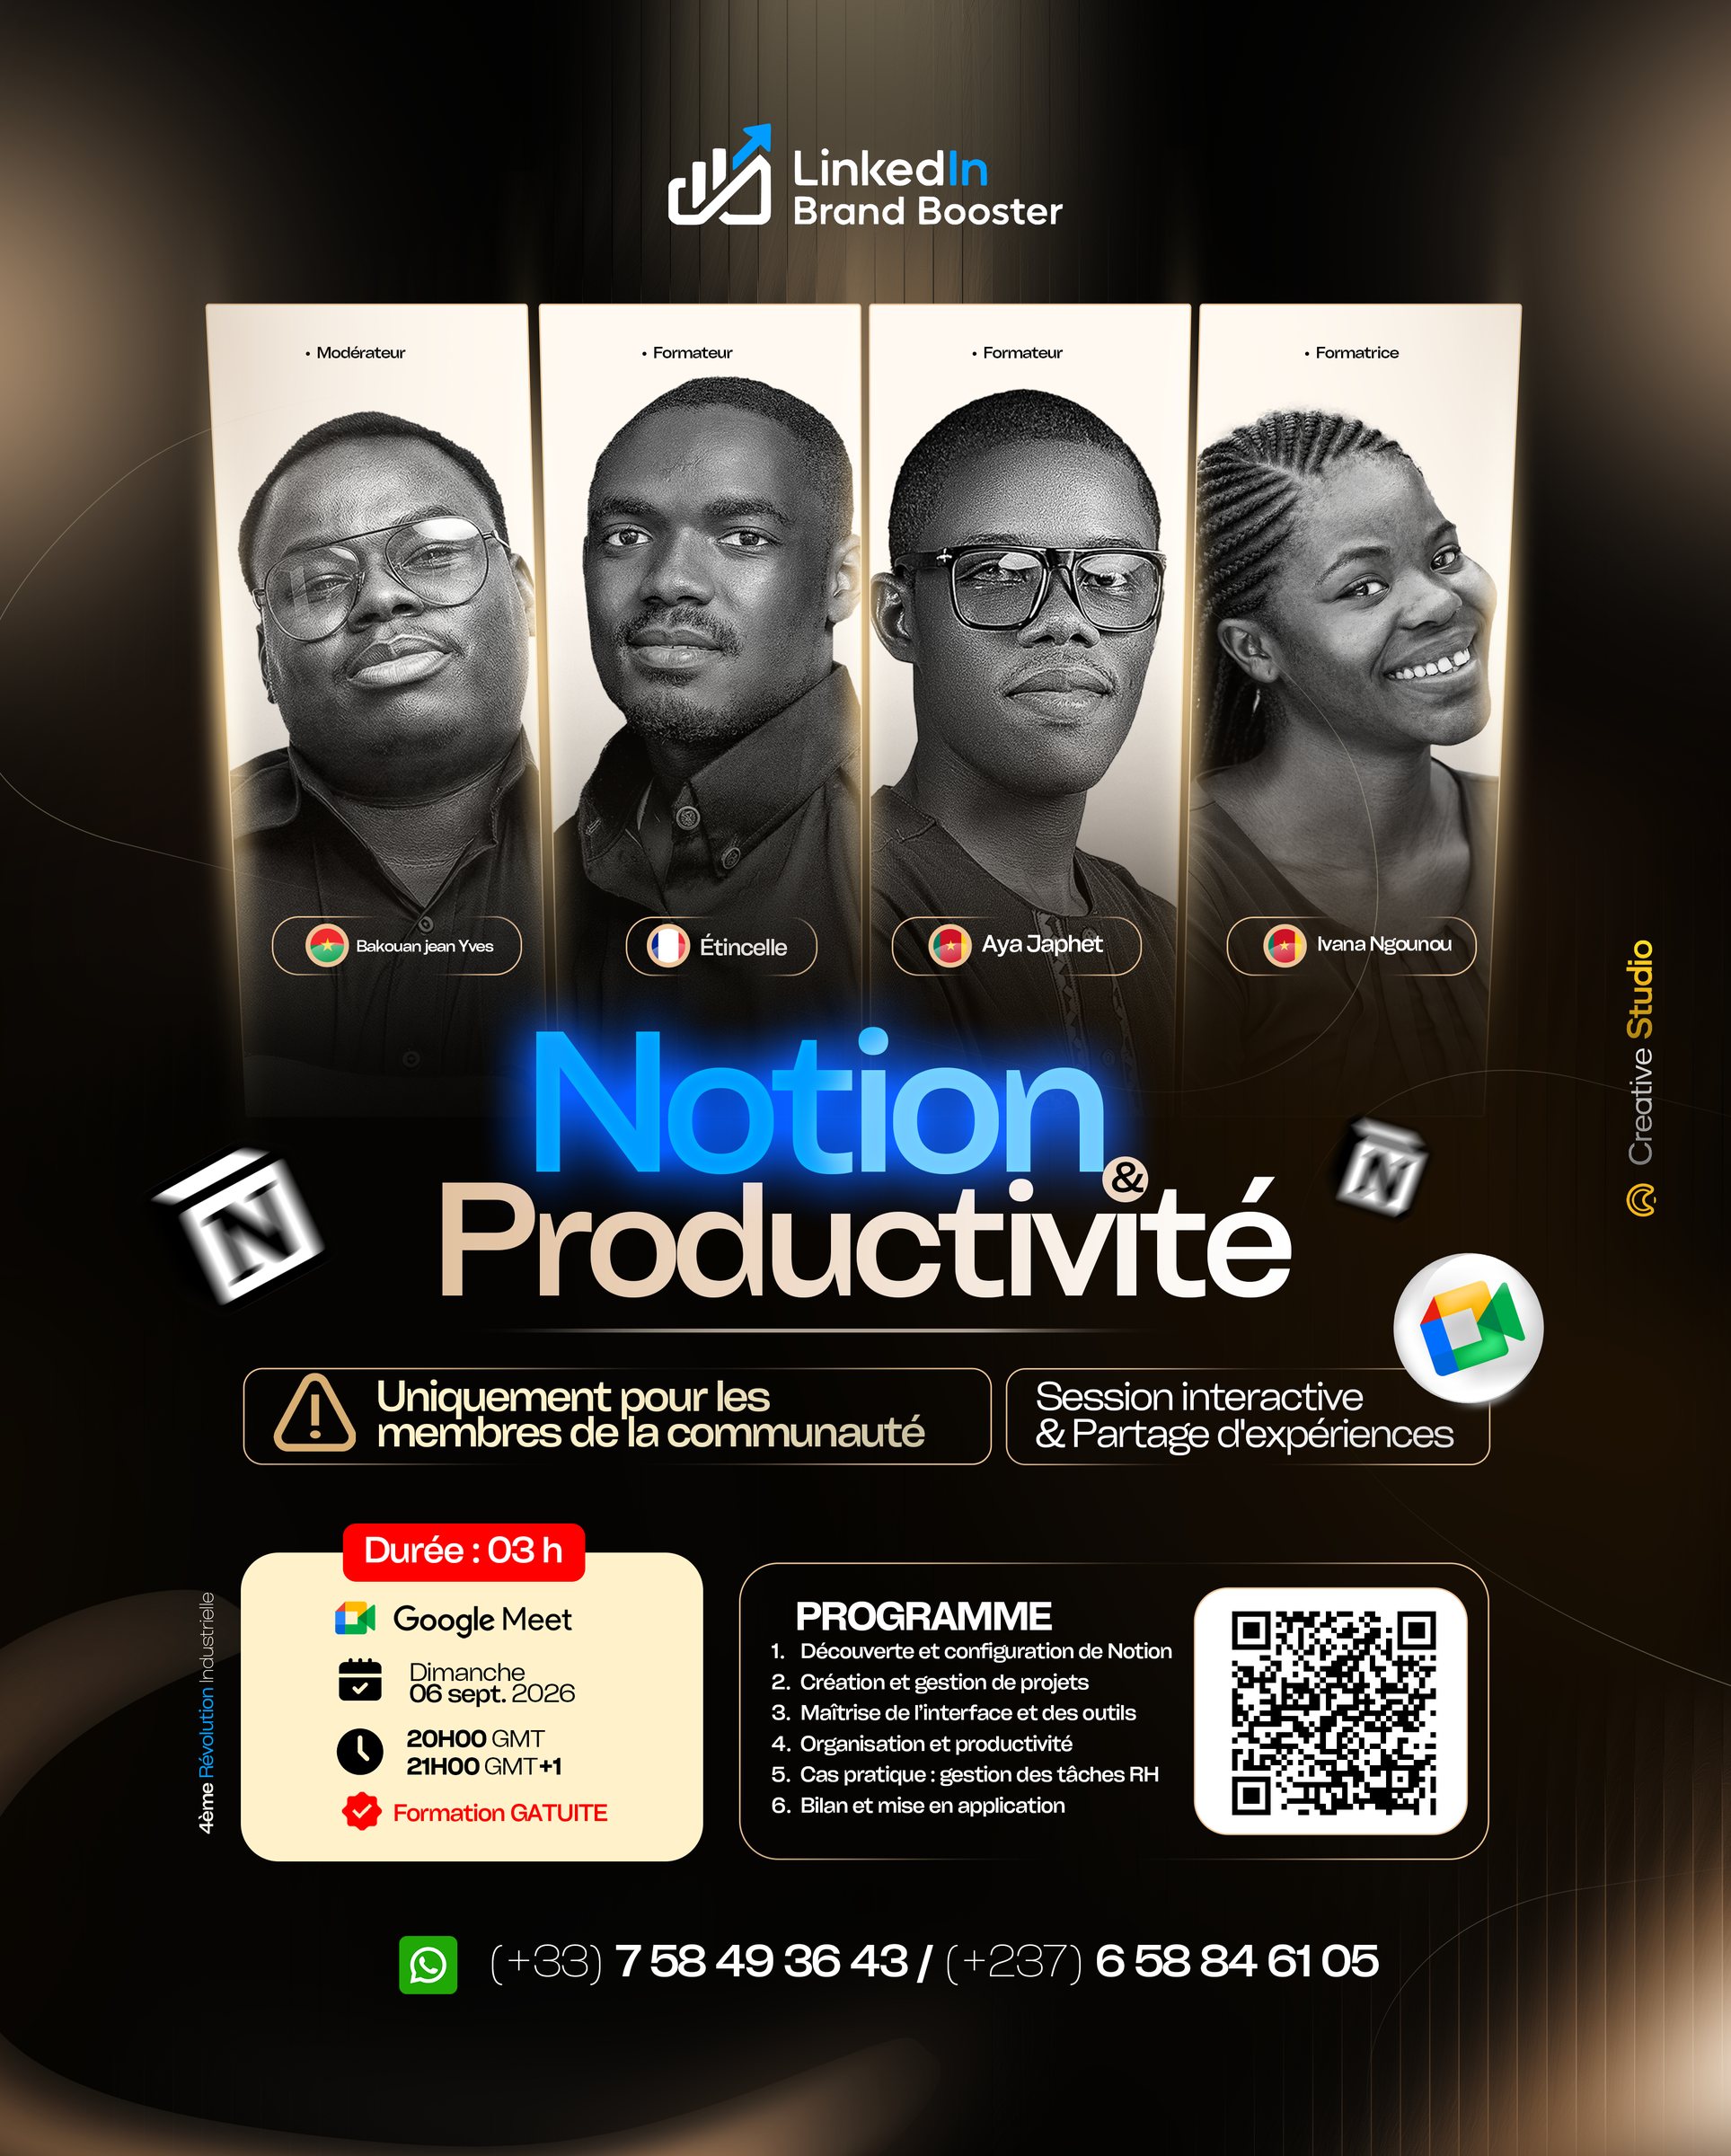 LinkedIn
Brand Booster
• Modérateur
• Formateur
• Formateur
• Formatrice
Bakouan jean Yves
Étincelle
Aya Japhet
Ivana Ngounou
Creative Studio
Notion
&
Productivité
N
N
Uniquement pour les
membres de la communauté
Session interactive
& Partage d'expériences
Durée : 03 h
Google Meet
Dimanche
06 sept. 2026
20H00 GMT
21H00 GMT+1
Formation GATUITE
4ème Révolution Industrielle
PROGRAMME
1. Découverte et configuration de Notion
2. Création et gestion de projets
3. Maîtrise de l'interface et des outils
4. Organisation et productivité
5. Cas pratique : gestion des tâches RH
6. Bilan et mise en application
(+33) 7 58 49 36 43 / (+237) 6 58 84 61 05